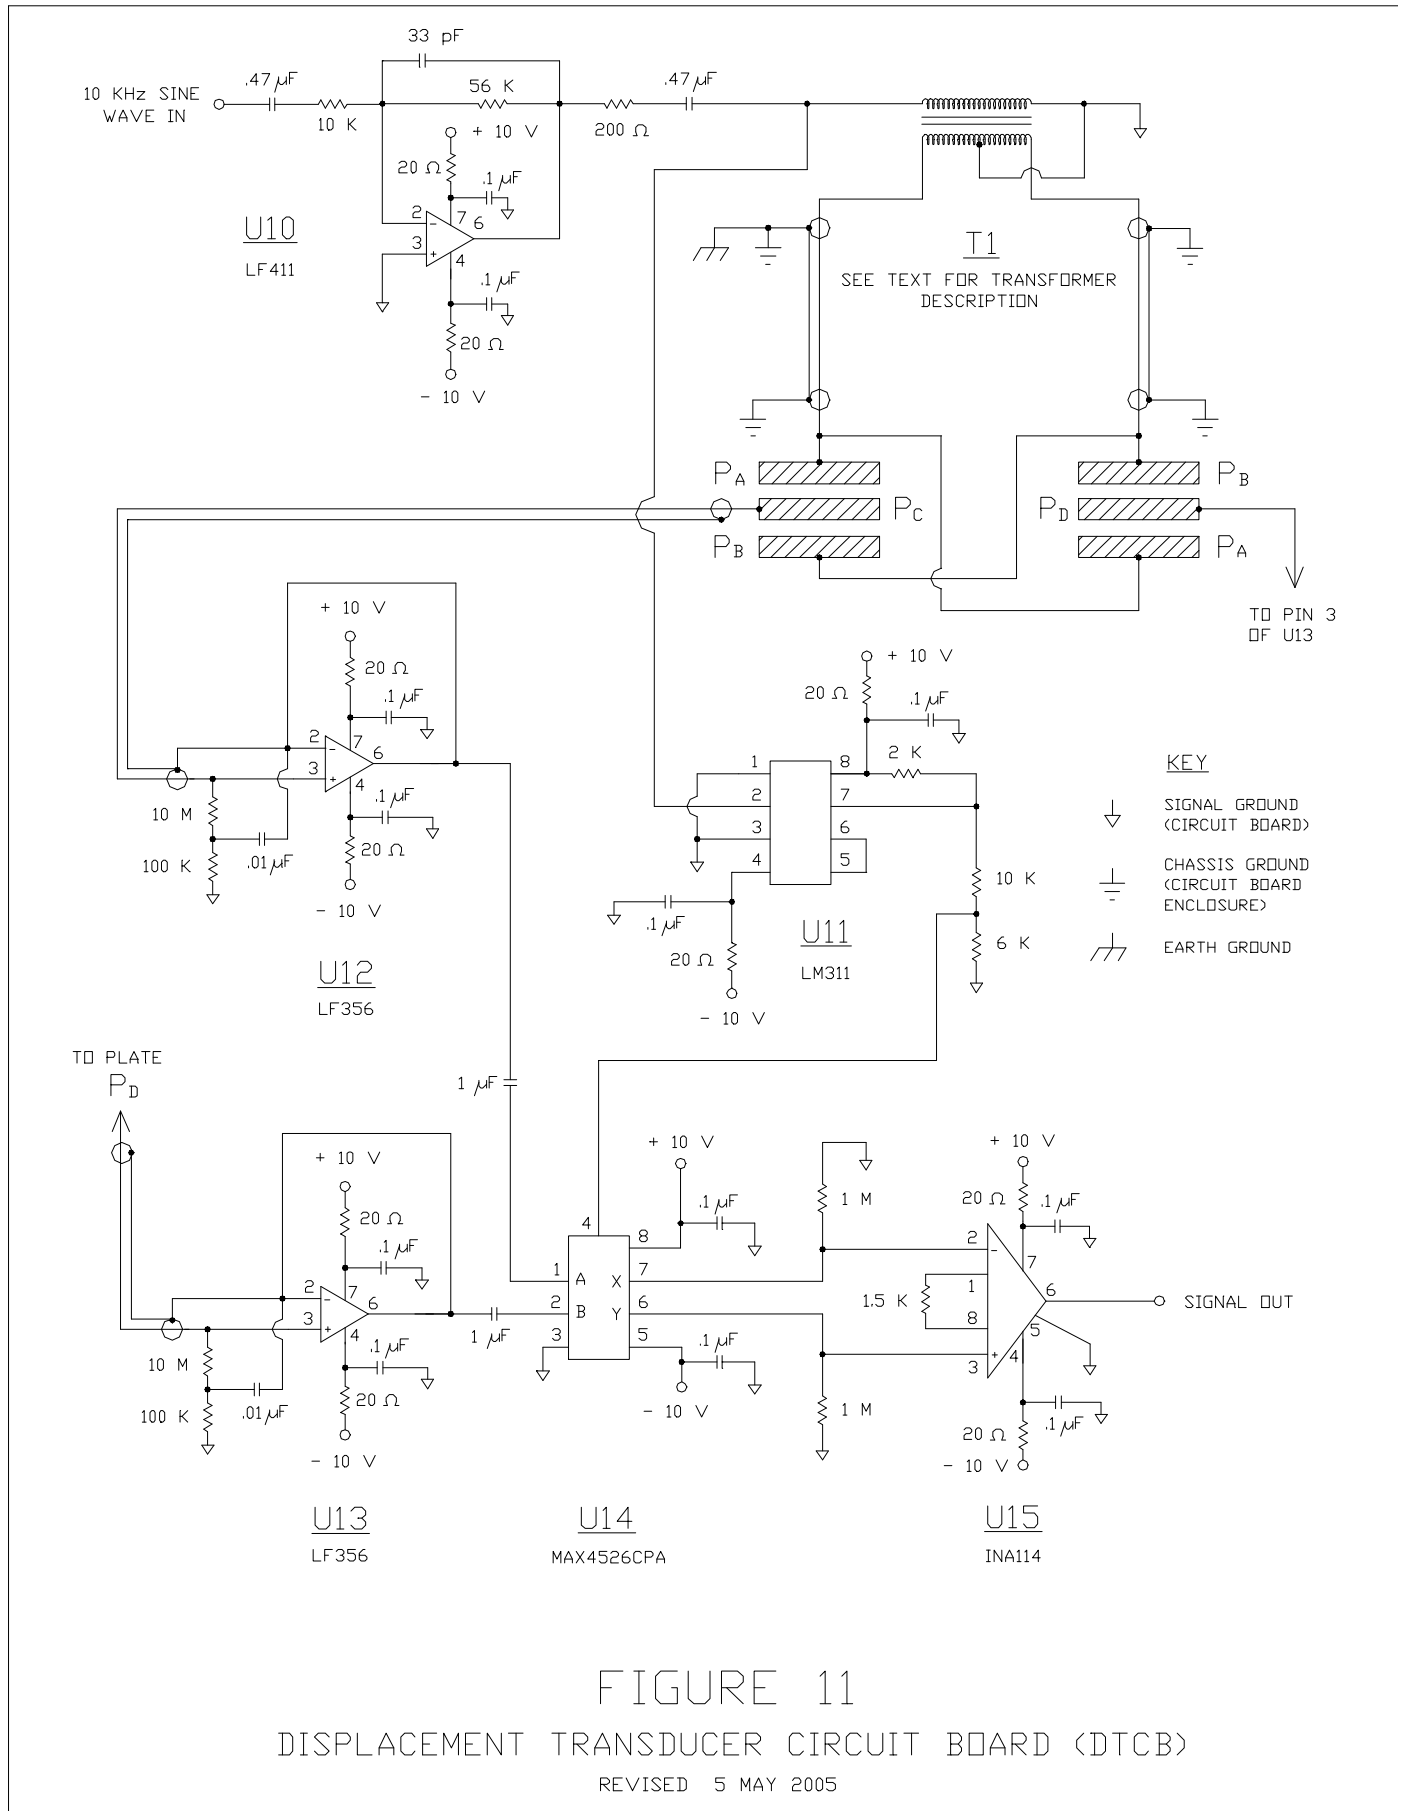 33 pF
.47 μF
56 K
.47 μF
10 KHz SINE
WAVE IN
10 K
200 Ω
+ 10 V
20 Ω
.1 μF
2
7
6
3
4
U10
LF411
.1 μF
20 Ω
- 10 V
T1
SEE TEXT FOR TRANSFORMER
DESCRIPTION
PA
PC
PB
PB
PD
PA
TO PIN 3
OF U13
+ 10 V
20 Ω
.1 μF
2
7
6
3
4
10 M
.01 μF
100 K
.1 μF
20 Ω
- 10 V
U12
LF356
+ 10 V
20 Ω
.1 μF
2 K
1
8
2
7
3
6
4
5
10 K
6 K
.1 μF
20 Ω
- 10 V
U11
LM311
KEY
SIGNAL GROUND
(CIRCUIT BOARD)
CHASSIS GROUND
(CIRCUIT BOARD
ENCLOSURE)
EARTH GROUND
TO PLATE
PD
1 μF
+ 10 V
20 Ω
.1 μF
2
7
6
3
4
10 M
.01 μF
100 K
.1 μF
20 Ω
- 10 V
1 μF
U13
LF356
+ 10 V
.1 μF
4
8
1
A
X
7
2
B
Y
6
3
5
.1 μF
- 10 V
U14
MAX4526CPA
1 M
1 M
+ 10 V
20 Ω
.1 μF
2
7
1
1.5 K
6
8
5
3
4
SIGNAL OUT
20 Ω
.1 μF
- 10 V
U15
INA114
FIGURE 11
DISPLACEMENT TRANSDUCER CIRCUIT BOARD (DTCB)
REVISED 5 MAY 2005